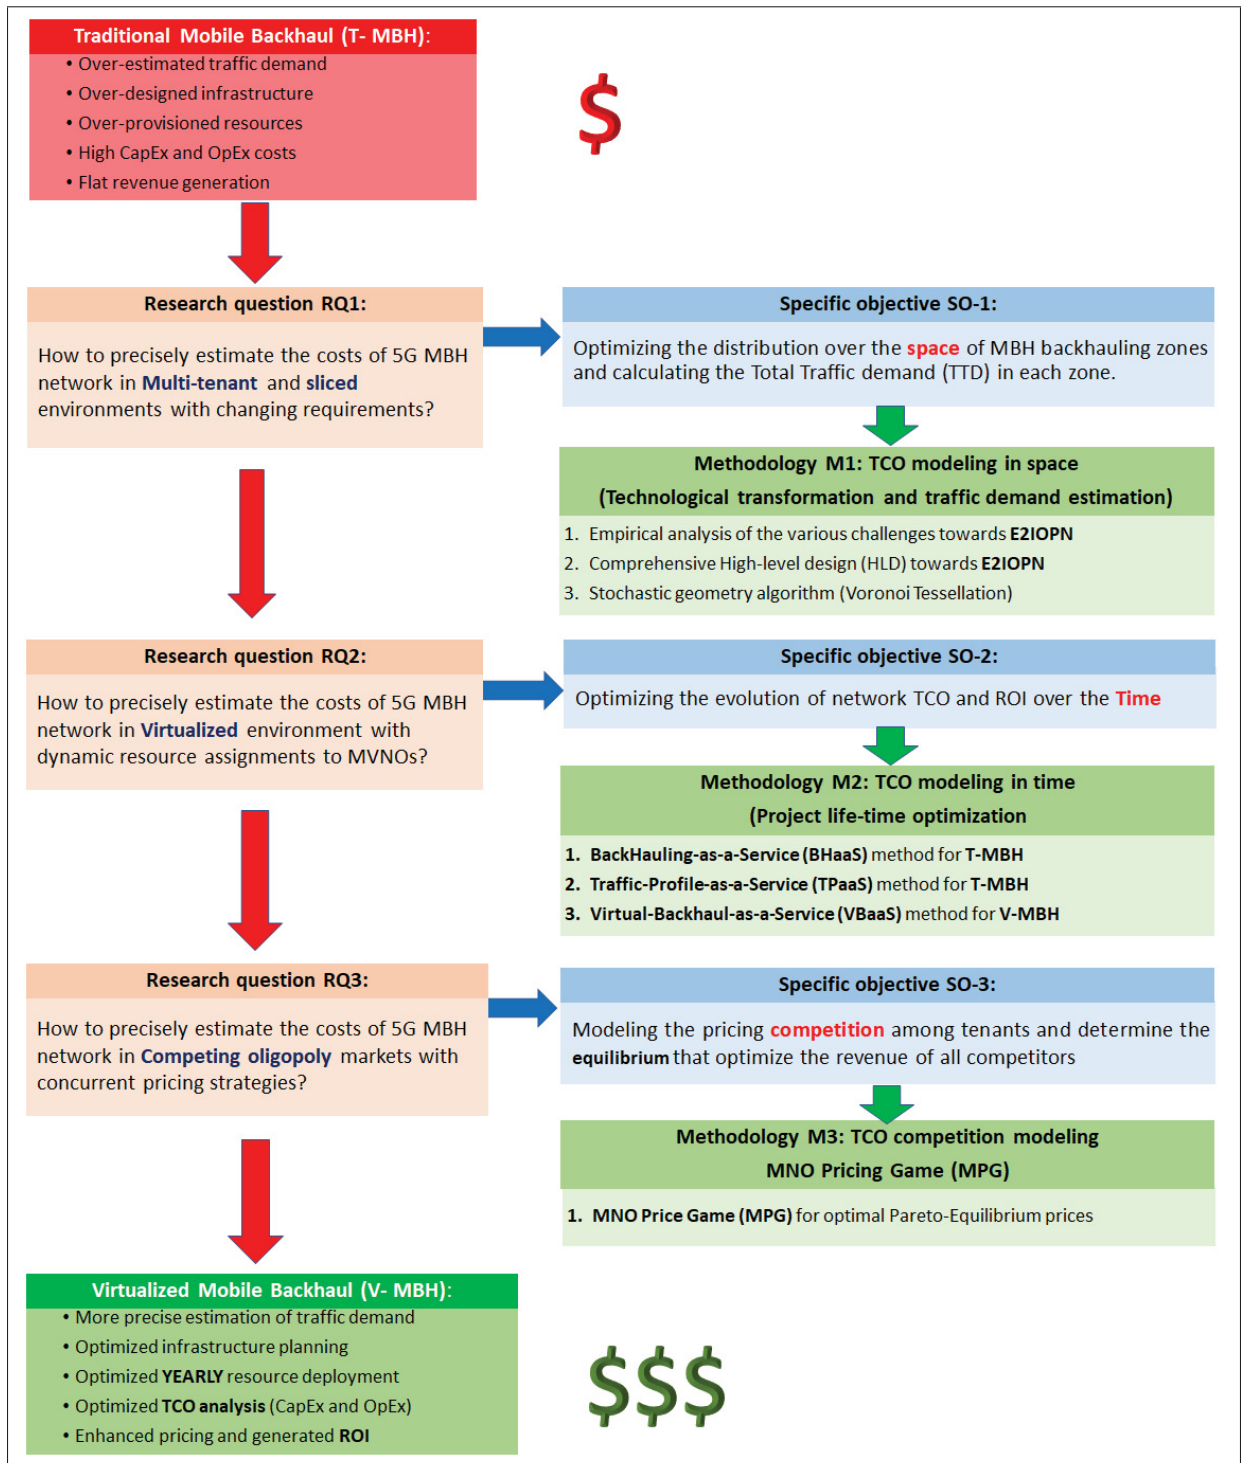 Traditional Mobile Backhaul (T- MBH):
• Over-estimated traffic demand
• Over-designed infrastructure
• Over-provisioned resources
• High CapEx and OpEx costs
• Flat revenue generation
$
Research question RQ1:
How to precisely estimate the costs of 5G MBH
network in Multi-tenant and sliced
environments with changing requirements?
Specific objective SO-1:
Optimizing the distribution over the space of MBH backhauling zones
and calculating the Total Traffic demand (TTD) in each zone.
Methodology M1: TCO modeling in space
(Technological transformation and traffic demand estimation)
1. Empirical analysis of the various challenges towards E2IOPN
2. Comprehensive High-level design (HLD) towards E2IOPN
3. Stochastic geometry algorithm (Voronoi Tessellation)
Research question RQ2:
How to precisely estimate the costs of 5G MBH
network in Virtualized environment with
dynamic resource assignments to MVNOs?
Specific objective SO-2:
Optimizing the evolution of network TCO and ROI over the Time
Methodology M2: TCO modeling in time
(Project life-time optimization
1. BackHauling-as-a-Service (BHaaS) method for T-MBH
2. Traffic-Profile-as-a-Service (TPaaS) method for T-MBH
3. Virtual-Backhaul-as-a-Service (VBaaS) method for V-MBH
Research question RQ3:
How to precisely estimate the costs of 5G MBH
network in Competing oligopoly markets with
concurrent pricing strategies?
Specific objective SO-3:
Modeling the pricing competition among tenants and determine the
equilibrium that optimize the revenue of all competitors
Methodology M3: TCO competition modeling
MNO Pricing Game (MPG)
1. MNO Price Game (MPG) for optimal Pareto-Equilibrium prices
Virtualized Mobile Backhaul (V- MBH):
• More precise estimation of traffic demand
• Optimized infrastructure planning
• Optimized YEARLY resource deployment
• Optimized TCO analysis (CapEx and OpEx)
• Enhanced pricing and generated ROI
$$$